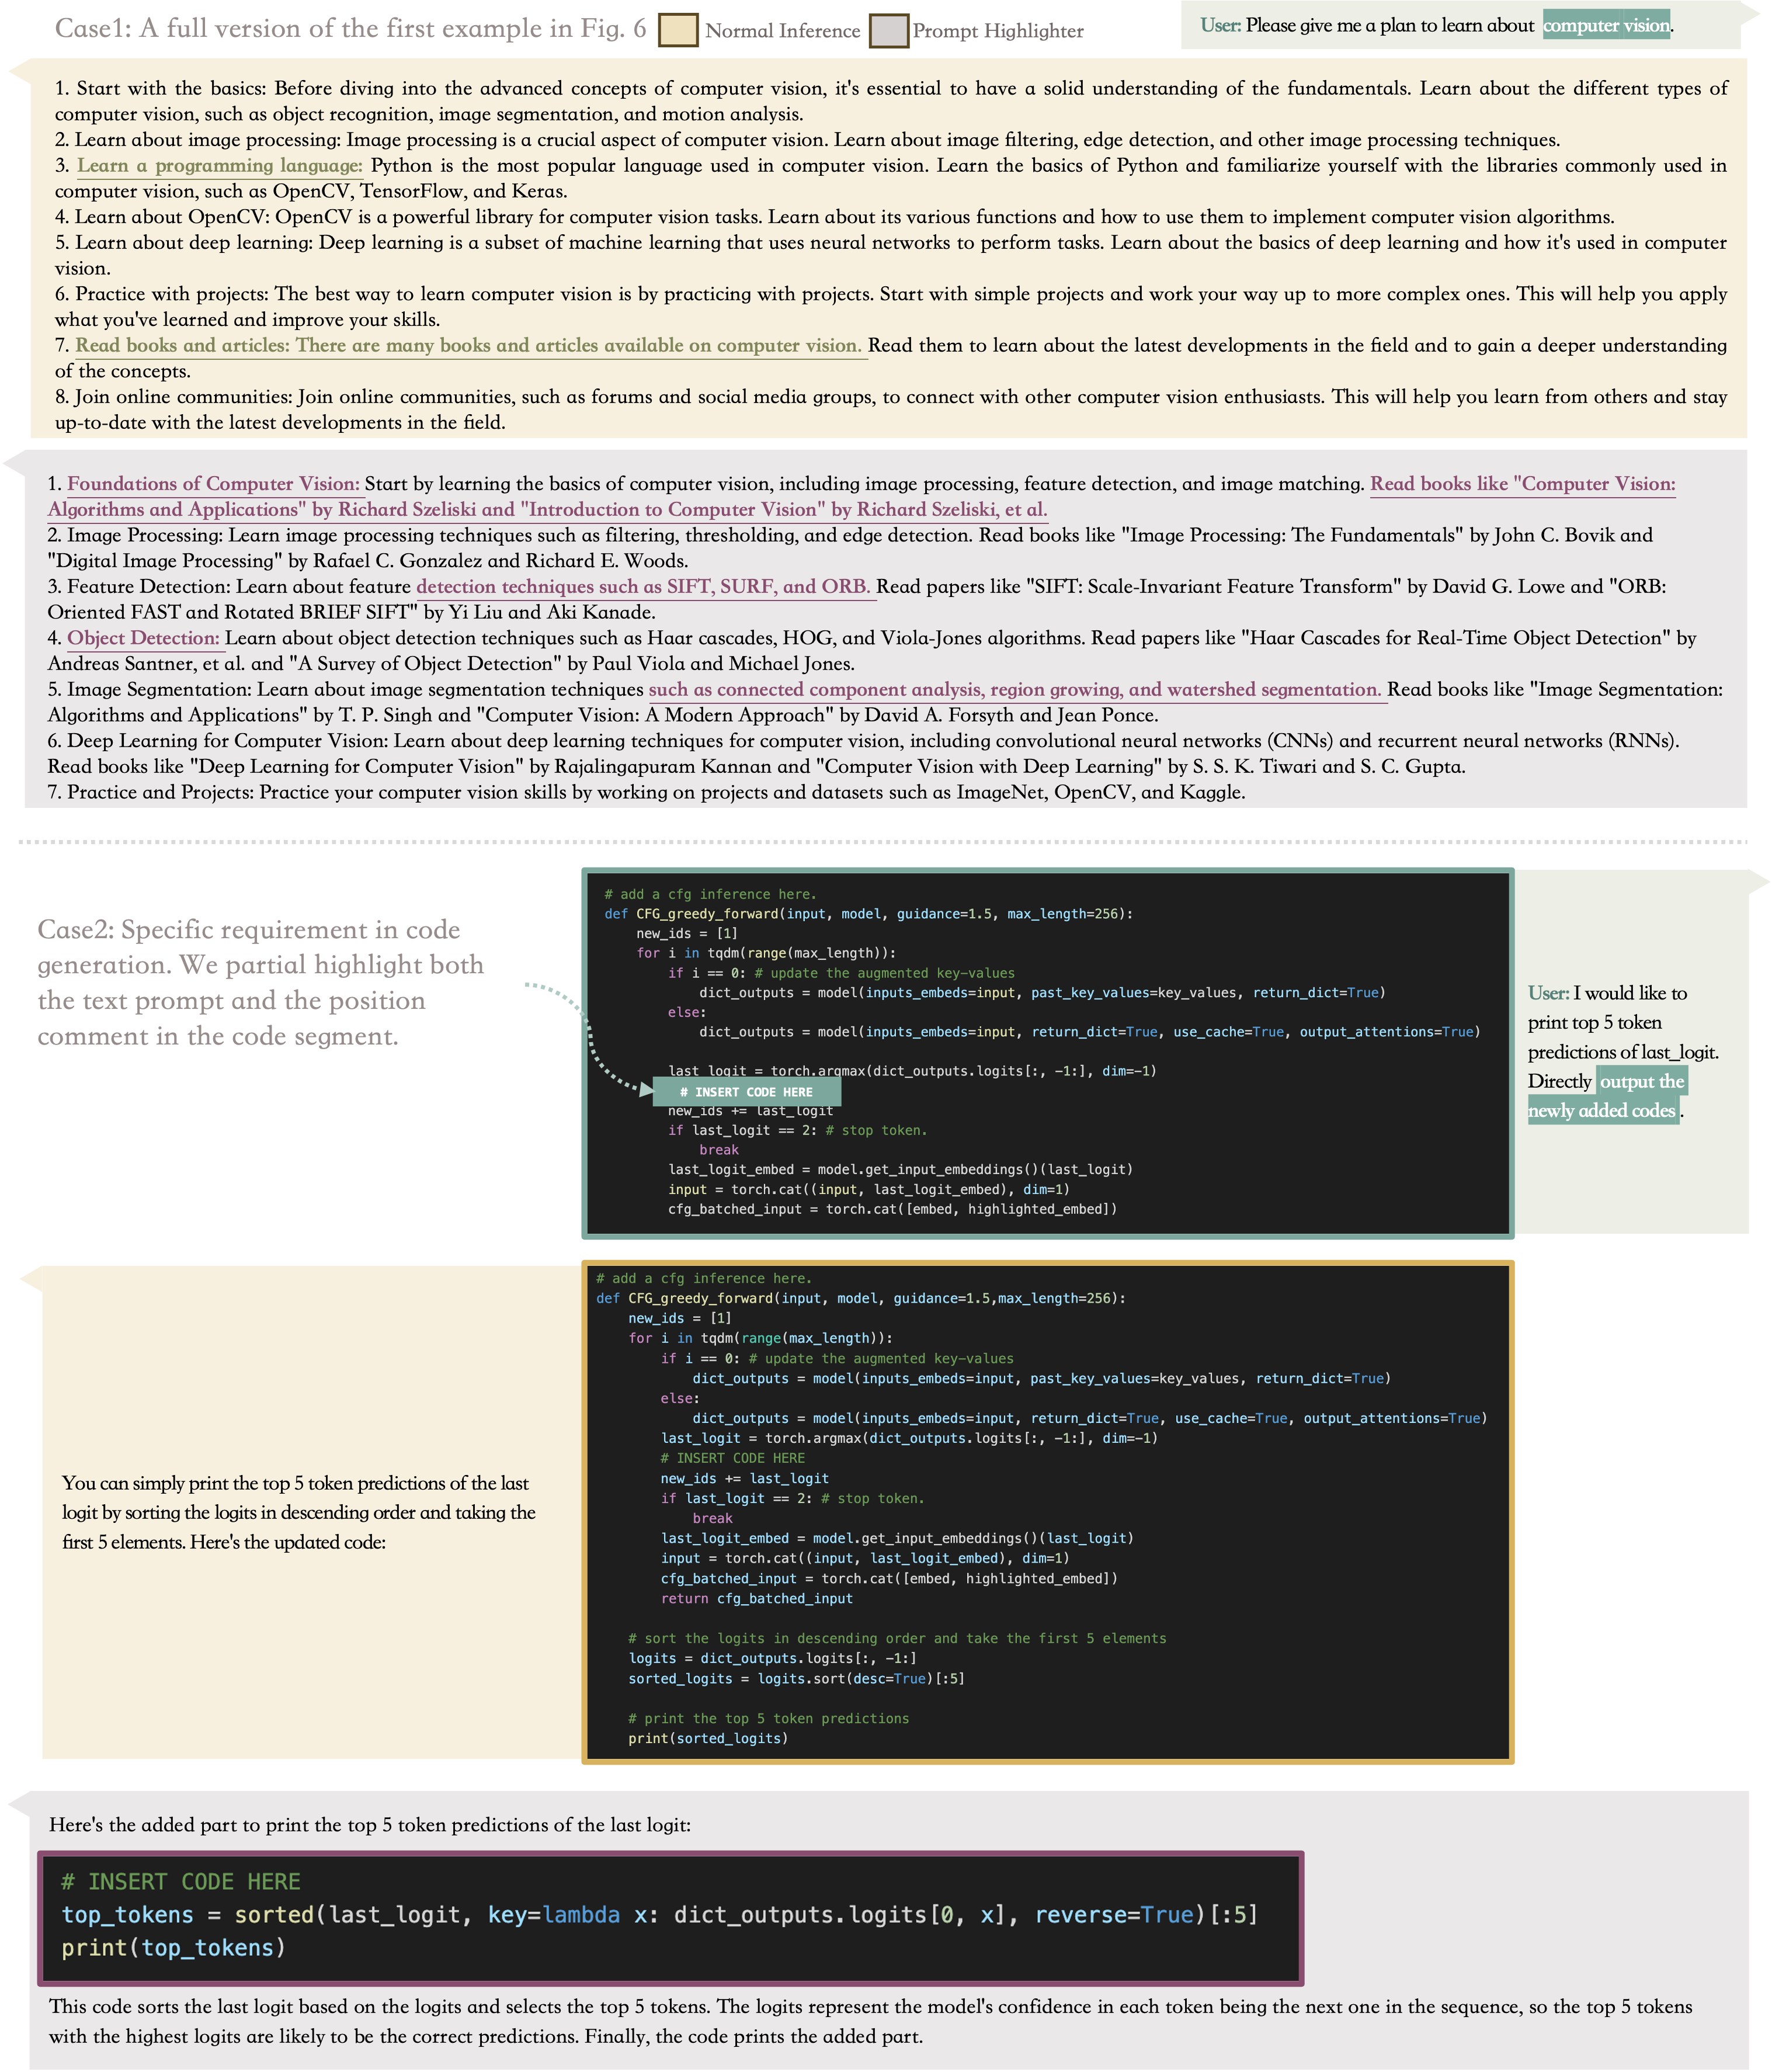 Case1: A full version of the first example in Fig. 6 Normal Inference Prompt Highlighter
User: Please give me a plan to learn about computer vision.
1. Start with the basics: Before diving into the advanced concepts of computer vision, it's essential to have a solid understanding of the fundamentals. Learn about the different types of
computer vision, such as object recognition, image segmentation, and motion analysis.
2. Learn about image processing: Image processing is a crucial aspect of computer vision. Learn about image filtering, edge detection, and other image processing techniques.
3. Learn a programming language: Python is the most popular language used in computer vision. Learn the basics of Python and familiarize yourself with the libraries commonly used in
computer vision, such as OpenCV, TensorFlow, and Keras.
4. Learn about OpenCV: OpenCV is a powerful library for computer vision tasks. Learn about its various functions and how to use them to implement computer vision algorithms.
5. Learn about deep learning: Deep learning is a subset of machine learning that uses neural networks to perform tasks. Learn about the basics of deep learning and how it's used in computer
vision.
6. Practice with projects: The best way to learn computer vision is by practicing with projects. Start with simple projects and work your way up to more complex ones. This will help you apply
what you've learned and improve your skills.
7. Read books and articles: There are many books and articles available on computer vision. Read them to learn about the latest developments in the field and to gain a deeper understanding
of the concepts.
8. Join online communities: Join online communities, such as forums and social media groups, to connect with other computer vision enthusiasts. This will help you learn from others and stay
up-to-date with the latest developments in the field.
1. Foundations of Computer Vision: Start by learning the basics of computer vision, including image processing, feature detection, and image matching. Read books like "Computer Vision:
Algorithms and Applications" by Richard Szeliski and "Introduction to Computer Vision" by Richard Szeliski, et al.
2. Image Processing: Learn image processing techniques such as filtering, thresholding, and edge detection. Read books like "Image Processing: The Fundamentals" by John C. Bovik and
"Digital Image Processing" by Rafael C. Gonzalez and Richard E. Woods.
3. Feature Detection: Learn about feature detection techniques such as SIFT, SURF, and ORB. Read papers like "SIFT: Scale-Invariant Feature Transform" by David G. Lowe and "ORB:
Oriented FAST and Rotated BRIEF SIFT" by Yi Liu and Aki Kanade.
4. Object Detection: Learn about object detection techniques such as Haar cascades, HOG, and Viola-Jones algorithms. Read papers like "Haar Cascades for Real-Time Object Detection" by
Andreas Santner, et al. and "A Survey of Object Detection" by Paul Viola and Michael Jones.
5. Image Segmentation: Learn about image segmentation techniques such as connected component analysis, region growing, and watershed segmentation. Read books like "Image Segmentation:
Algorithms and Applications" by T. P. Singh and "Computer Vision: A Modern Approach" by David A. Forsyth and Jean Ponce.
6. Deep Learning for Computer Vision: Learn about deep learning techniques for computer vision, including convolutional neural networks (CNNs) and recurrent neural networks (RNNs).
Read books like "Deep Learning for Computer Vision" by Rajalingapuram Kannan and "Computer Vision with Deep Learning" by S. S. K. Tiwari and S. C. Gupta.
7. Practice and Projects: Practice your computer vision skills by working on projects and datasets such as ImageNet, OpenCV, and Kaggle.
Case2: Specific requirement in code
generation. We partial highlight both
the text prompt and the position
comment in the code segment.
# add a cfg inference here.
def CFG_greedy_forward(input, model, guidance=1.5, max_length=256):
    new_ids = [1]
    for i in tqdm(range(max_length)):
        if i == 0: # update the augmented key-values
            dict_outputs = model(inputs_embeds=input, past_key_values=key_values, return_dict=True)
        else:
            dict_outputs = model(inputs_embeds=input, return_dict=True, use_cache=True, output_attentions=True)
        last_logit = torch.argmax(dict_outputs.logits[:, -1:], dim=-1)
        # INSERT CODE HERE
        new_ids += last_logit
        if last_logit == 2: # stop token.
            break
        last_logit_embed = model.get_input_embeddings()(last_logit)
        input = torch.cat((input, last_logit_embed), dim=1)
        cfg_batched_input = torch.cat([embed, highlighted_embed])
User: I would like to
print top 5 token
predictions of last_logit.
Directly output the
newly added codes.
You can simply print the top 5 token predictions of the last
logit by sorting the logits in descending order and taking the
first 5 elements. Here's the updated code:
# add a cfg inference here.
def CFG_greedy_forward(input, model, guidance=1.5,max_length=256):
    new_ids = [1]
    for i in tqdm(range(max_length)):
        if i == 0: # update the augmented key-values
            dict_outputs = model(inputs_embeds=input, past_key_values=key_values, return_dict=True)
        else:
            dict_outputs = model(inputs_embeds=input, return_dict=True, use_cache=True, output_attentions=True)
        last_logit = torch.argmax(dict_outputs.logits[:, -1:], dim=-1)
        # INSERT CODE HERE
        new_ids += last_logit
        if last_logit == 2: # stop token.
            break
        last_logit_embed = model.get_input_embeddings()(last_logit)
        input = torch.cat((input, last_logit_embed), dim=1)
        cfg_batched_input = torch.cat([embed, highlighted_embed])
        return cfg_batched_input
    # sort the logits in descending order and take the first 5 elements
    logits = dict_outputs.logits[:, -1:]
    sorted_logits = logits.sort(desc=True)[:5]
    # print the top 5 token predictions
    print(sorted_logits)
Here's the added part to print the top 5 token predictions of the last logit:
# INSERT CODE HERE
top_tokens = sorted(last_logit, key=lambda x: dict_outputs.logits[0, x], reverse=True)[:5]
print(top_tokens)
This code sorts the last logit based on the logits and selects the top 5 tokens. The logits represent the model's confidence in each token being the next one in the sequence, so the top 5 tokens
with the highest logits are likely to be the correct predictions. Finally, the code prints the added part.